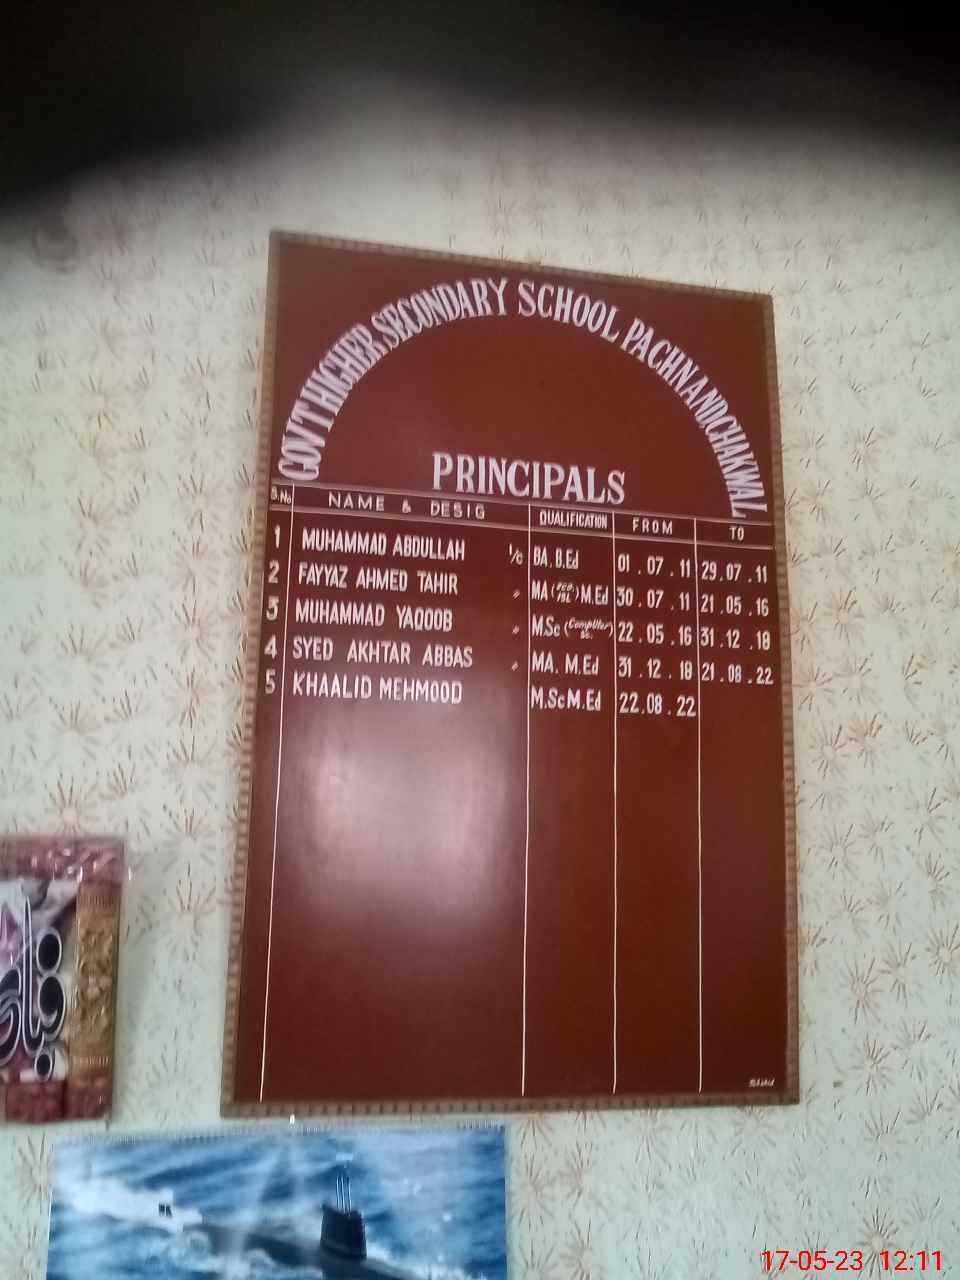 GOVT HIGHER SECONDARY SCHOOL PACHNAND CHAKWAL
PRINCIPALS
S.No NAME & DESIG QUALIFICATION FROM TO
1 MUHAMMAD ABDULLAH I/C BA. B.Ed 01.07.11 29.07.11
2 FAYYAZ AHMED TAHIR " MA ( ) M.Ed 30.07.11 21.05.16
3 MUHAMMAD YAQOOB " M.Sc (Computer Sc.) 22.05.16 31.12.18
4 SYED AKHTAR ABBAS " MA. M.Ed 31.12.18 21.08.22
5 KHAALID MEHMOOD M.Sc M.Ed 22.08.22
17-05-23 12:11